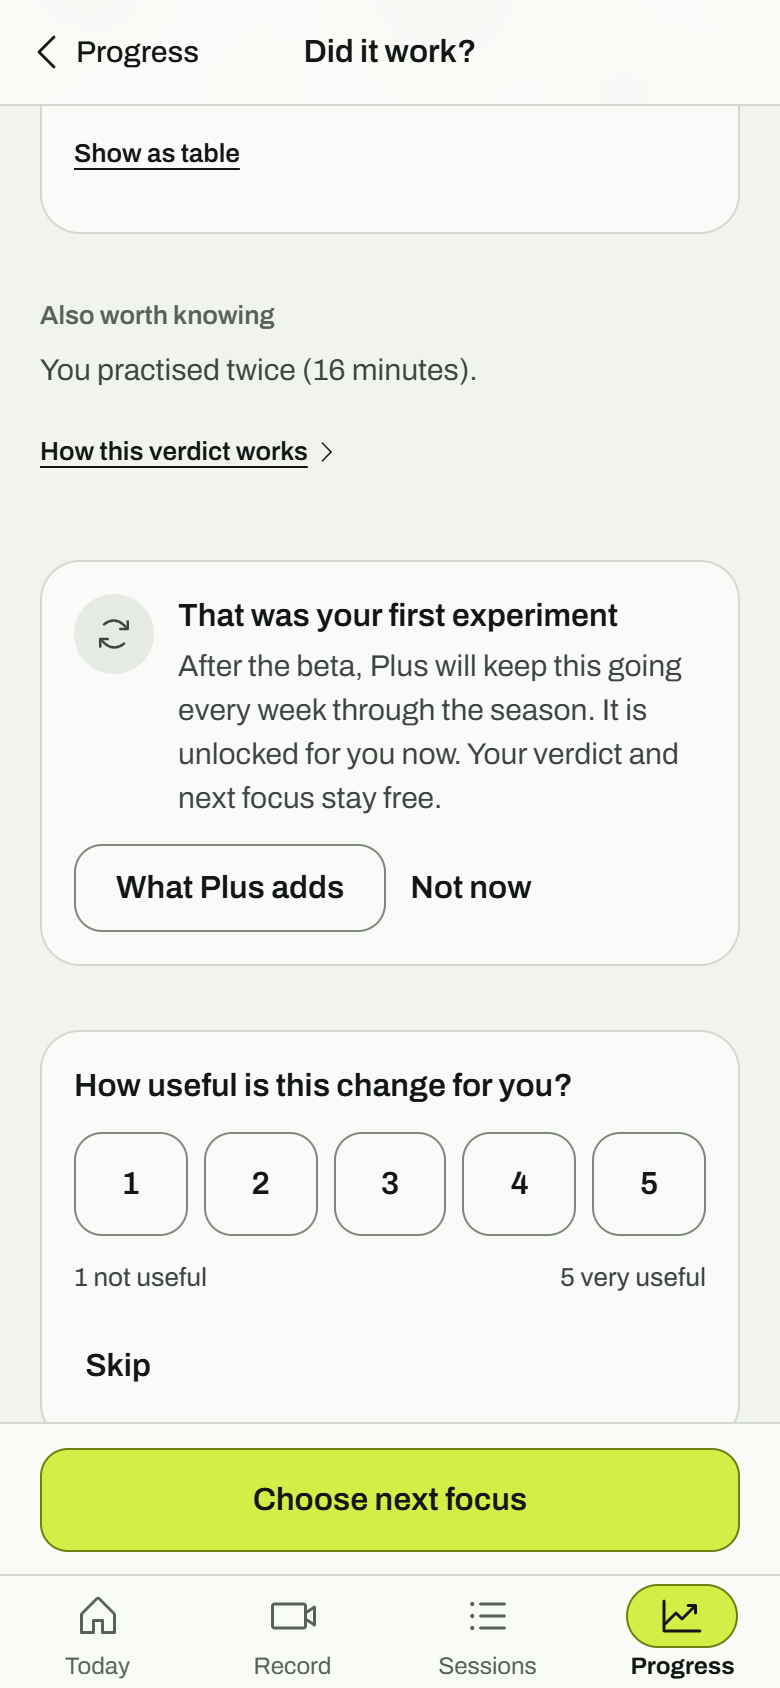 Progress
Did it work?
Show as table
Also worth knowing
You practised twice (16 minutes).
How this verdict works
That was your first experiment
After the beta, Plus will keep this going
every week through the season. It is
unlocked for you now. Your verdict and
next focus stay free.
What Plus adds
Not now
How useful is this change for you?
1 2 3 4 5
1 not useful
5 very useful
Skip
Choose next focus
Today
Record
Sessions
Progress